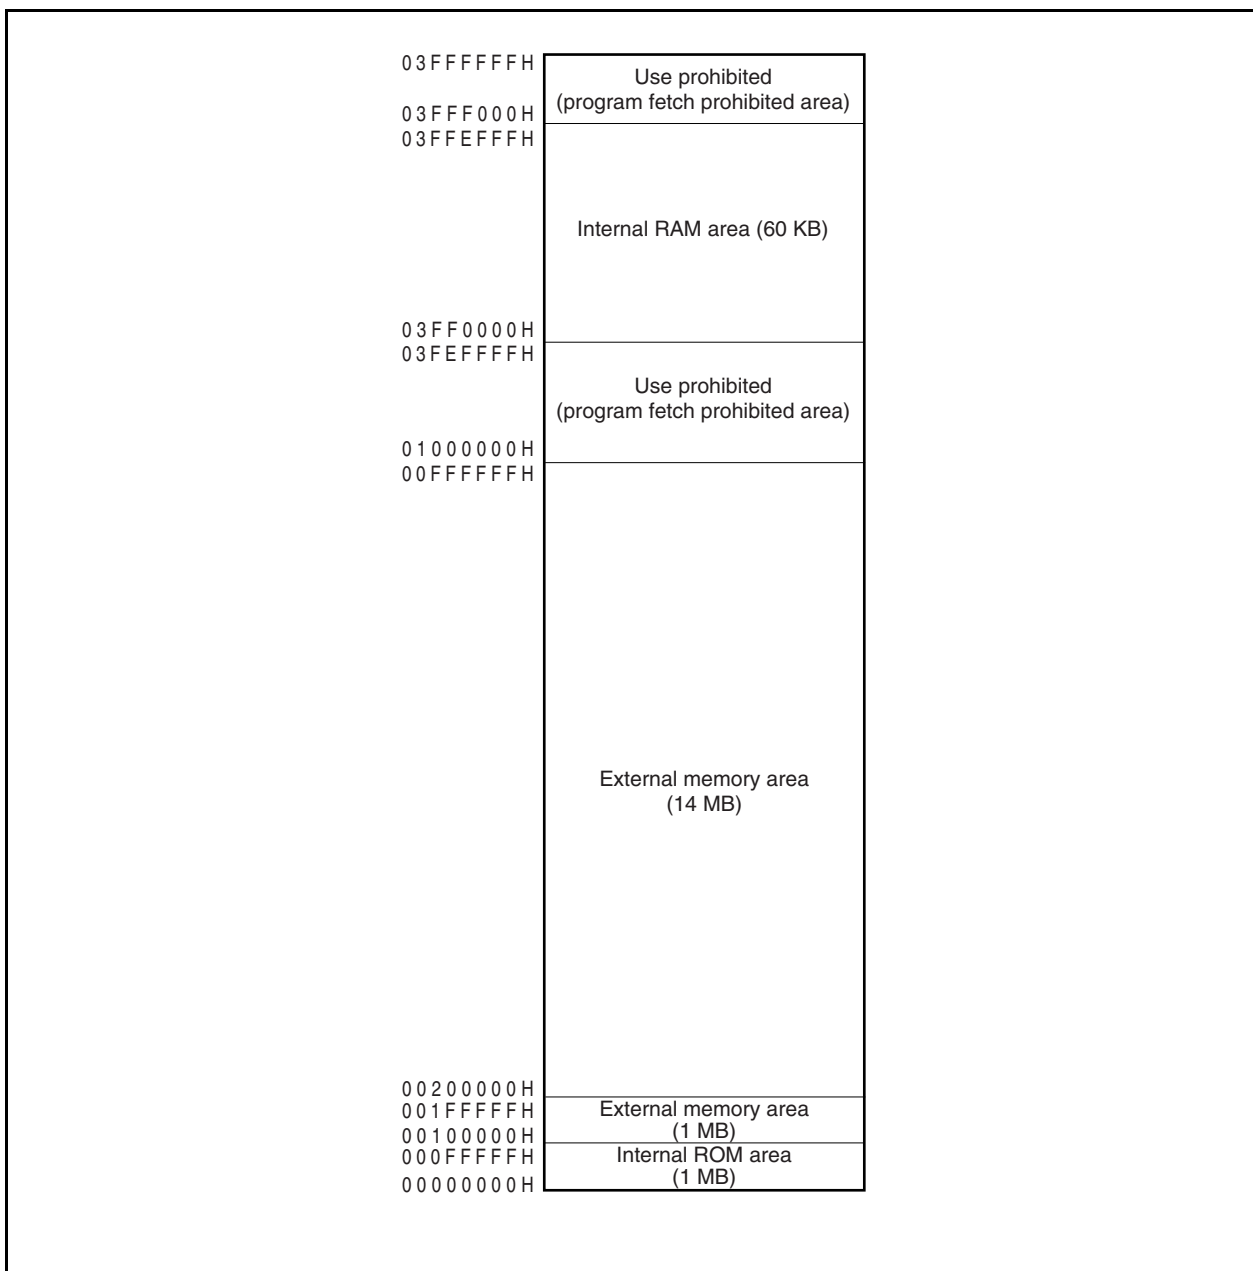 03FFFFFFH
Use prohibited
(program fetch prohibited area)
03FFF000H
03FFEFFFH
Internal RAM area (60 KB)
03FF0000H
03FEFFFFH
Use prohibited
(program fetch prohibited area)
01000000H
00FFFFFFH
External memory area
(14 MB)
00200000H
001FFFFFH
External memory area
(1 MB)
00100000H
000FFFFFH
Internal ROM area
(1 MB)
00000000H